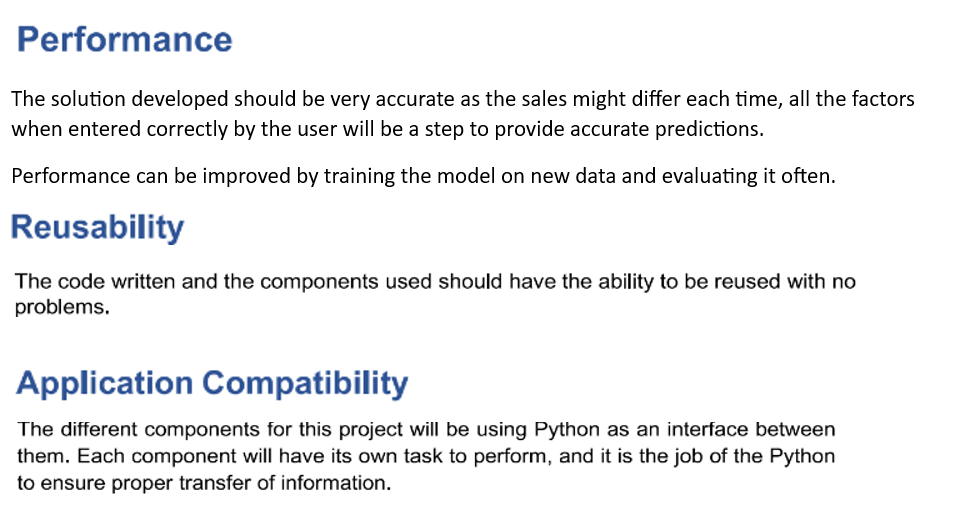 Performance
The solution developed should be very accurate as the sales might differ each time, all the factors
when entered correctly by the user will be a step to provide accurate predictions.
Performance can be improved by training the model on new data and evaluating it often.
Reusability
The code written and the components used should have the ability to be reused with no
problems.
Application Compatibility
The different components for this project will be using Python as an interface between
them. Each component will have its own task to perform, and it is the job of the Python
to ensure proper transfer of information.